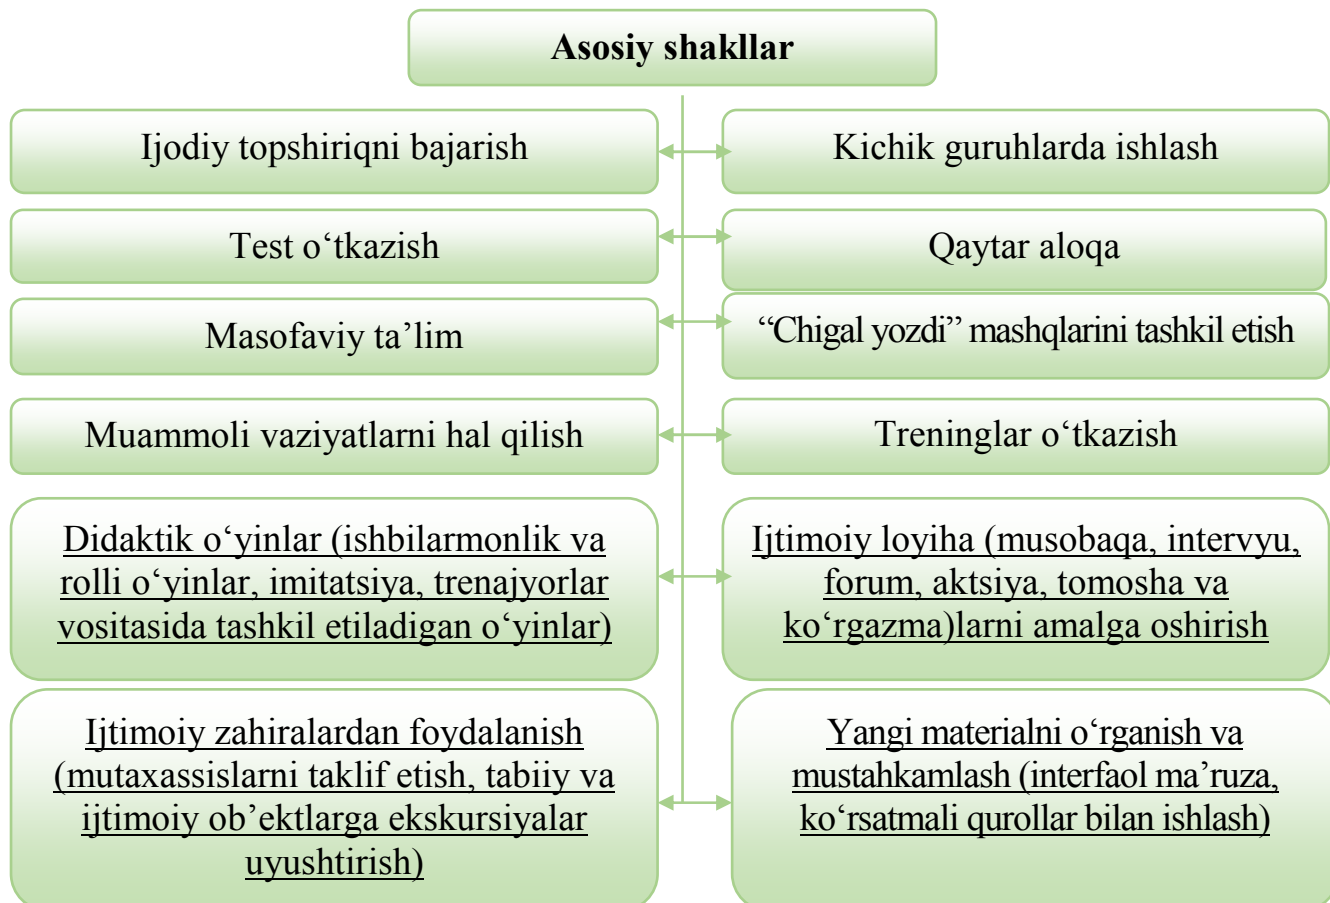 Asosiy shakllar
Ijodiy topshiriqni bajarish
Kichik guruhlarda ishlash
Test o‘tkazish
Qaytar aloqa
Masofaviy ta’lim
“Chigal yozdi” mashqlarini tashkil etish
Muammoli vaziyatlarni hal qilish
Treninglar o‘tkazish
Didaktik o‘yinlar (ishbilarmonlik va
rolli o‘yinlar, imitatsiya, trenajyorlar
vositasida tashkil etiladigan o‘yinlar)
Ijtimoiy loyiha (musobaqa, intervyu,
forum, aktsiya, tomosha va
ko‘rgazma)larni amalga oshirish
Ijtimoiy zahiralardan foydalanish
(mutaxassislarni taklif etish, tabiiy va
ijtimoiy ob’ektlarga ekskursiyalar
uyushtirish)
Yangi materialni o‘rganish va
mustahkamlash (interfaol ma’ruza,
ko‘rsatmali qurollar bilan ishlash)